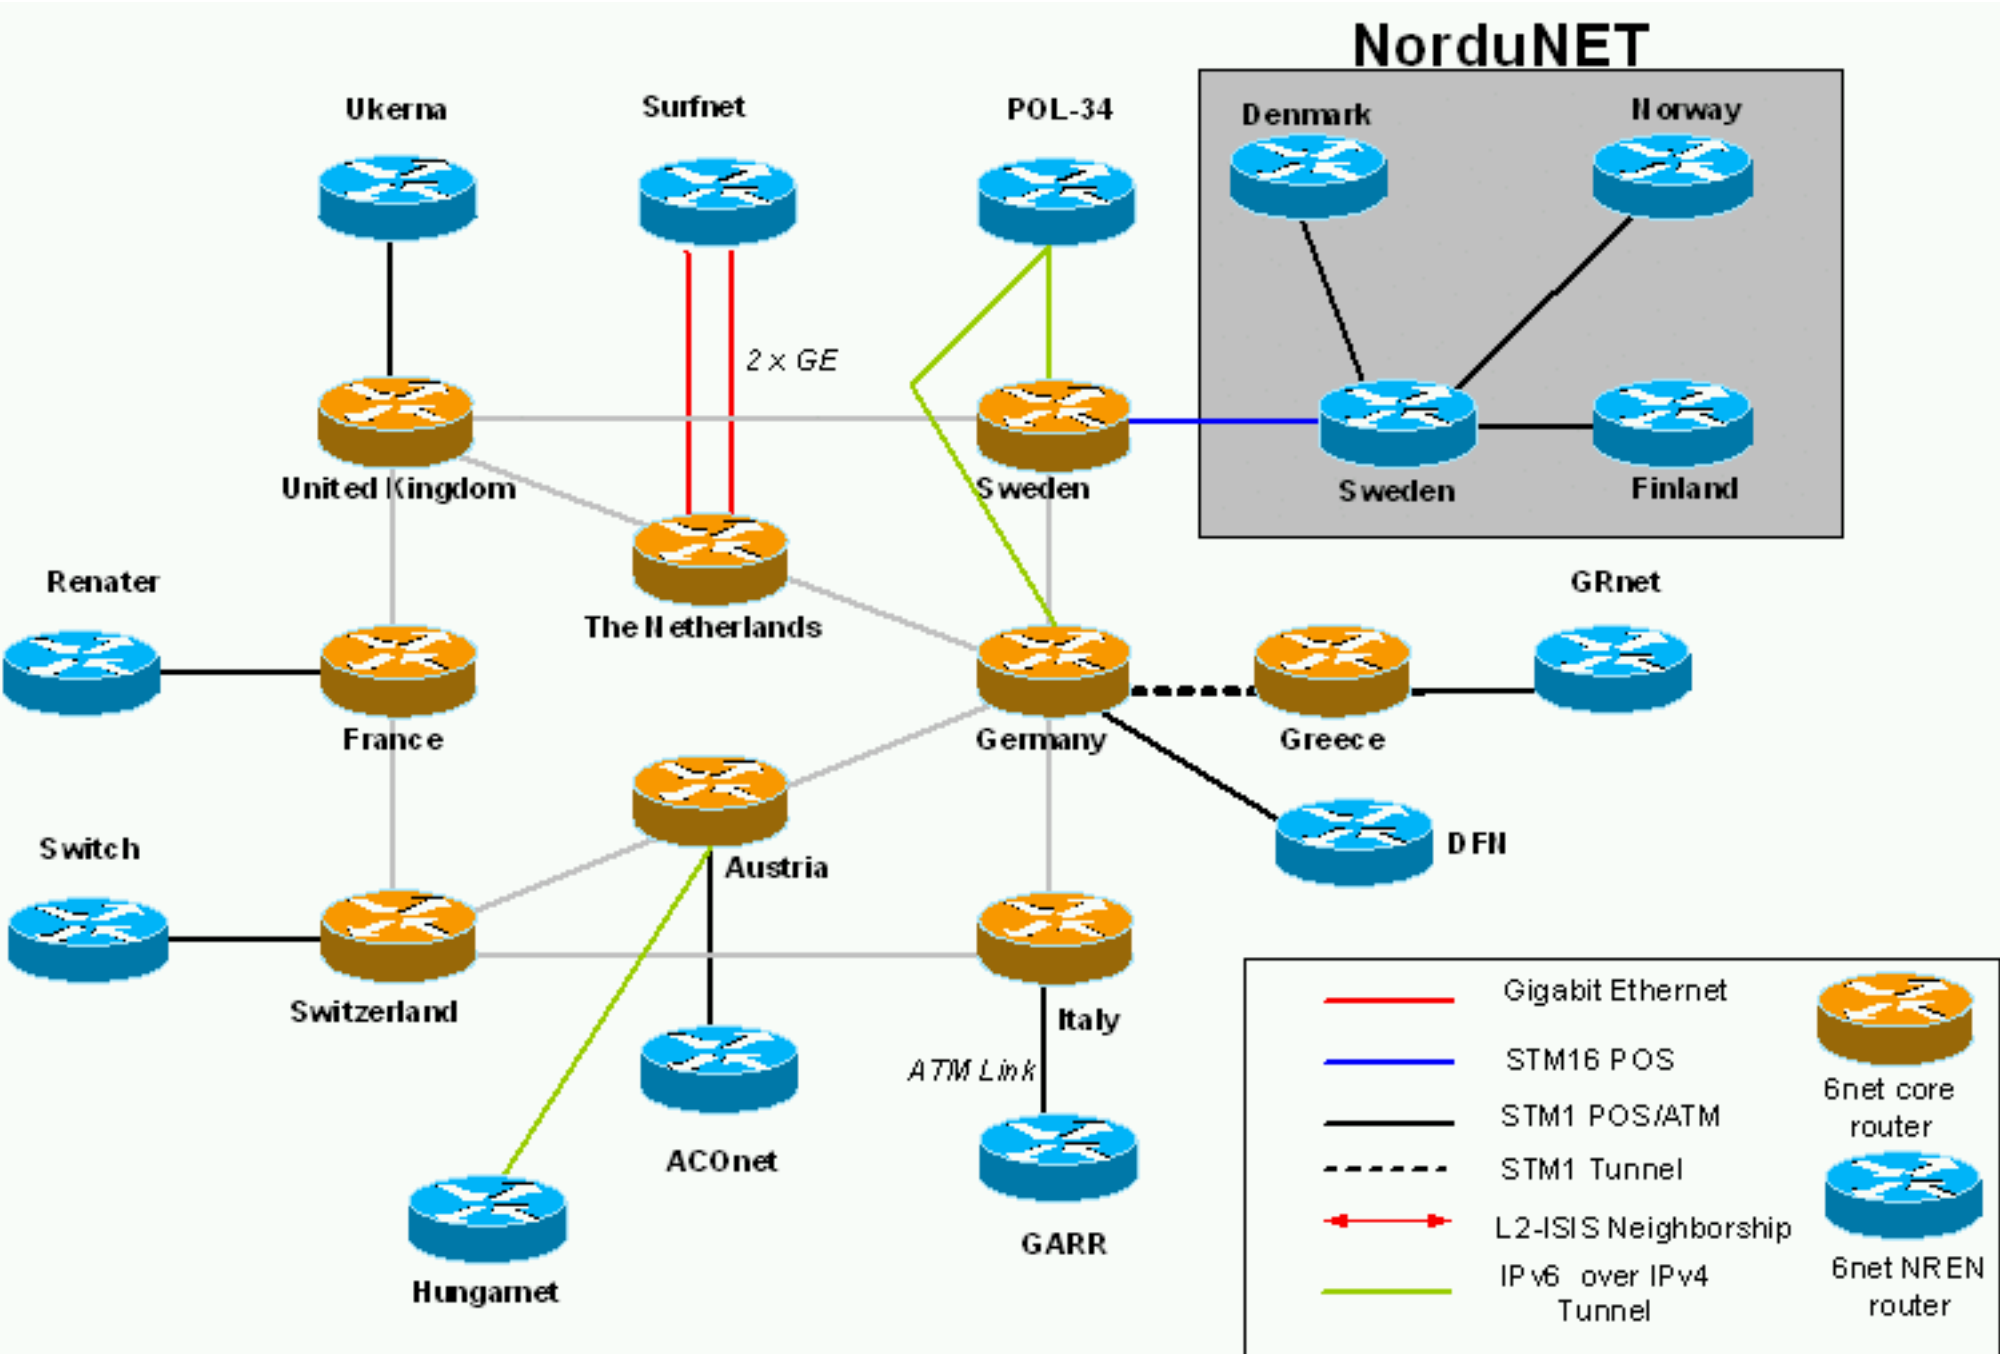 NorduNET
Ukerna
Surfnet
POL-34
Denmark
Norway
2 x GE
United Kingdom
Sweden
Sweden
Finland
Renater
The Netherlands
GRnet
France
Germany
Greece
Switch
Austria
DFN
Switzerland
Italy
ATM Link
ACOnet
GARR
Hungarnet
Gigabit Ethernet
STM16 POS
STM1 POS/ATM
STM1 Tunnel
L2-ISIS Neighborship
IPv6 over IPv4
Tunnel
6net core
router
6net NREN
router